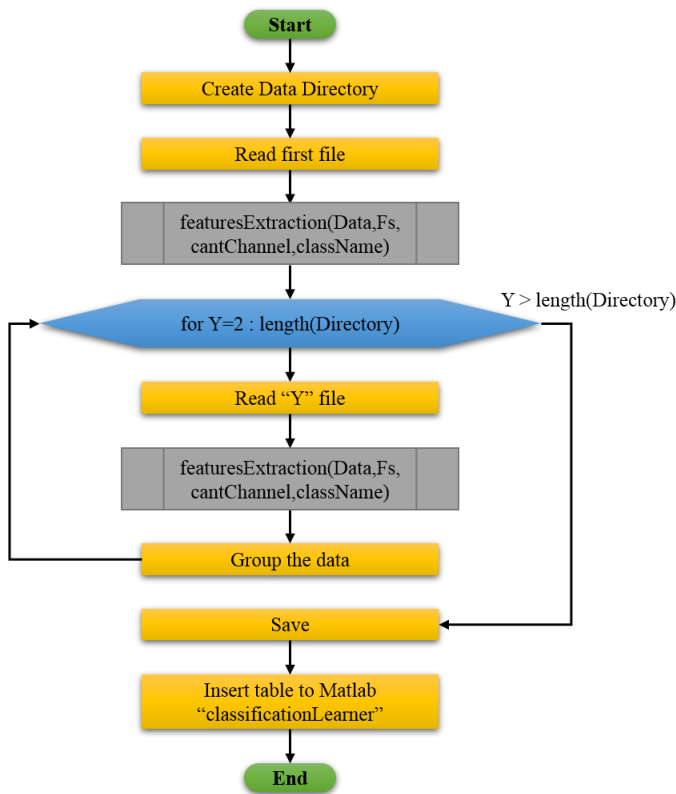 Start
Create Data Directory
Read first file
featuresExtraction(Data,Fs,
cantChannel,className)
Y > length(Directory)
for Y=2 : length(Directory)
Read “Y” file
featuresExtraction(Data,Fs,
cantChannel,className)
Group the data
Save
Insert table to Matlab
“classificationLearner”
End